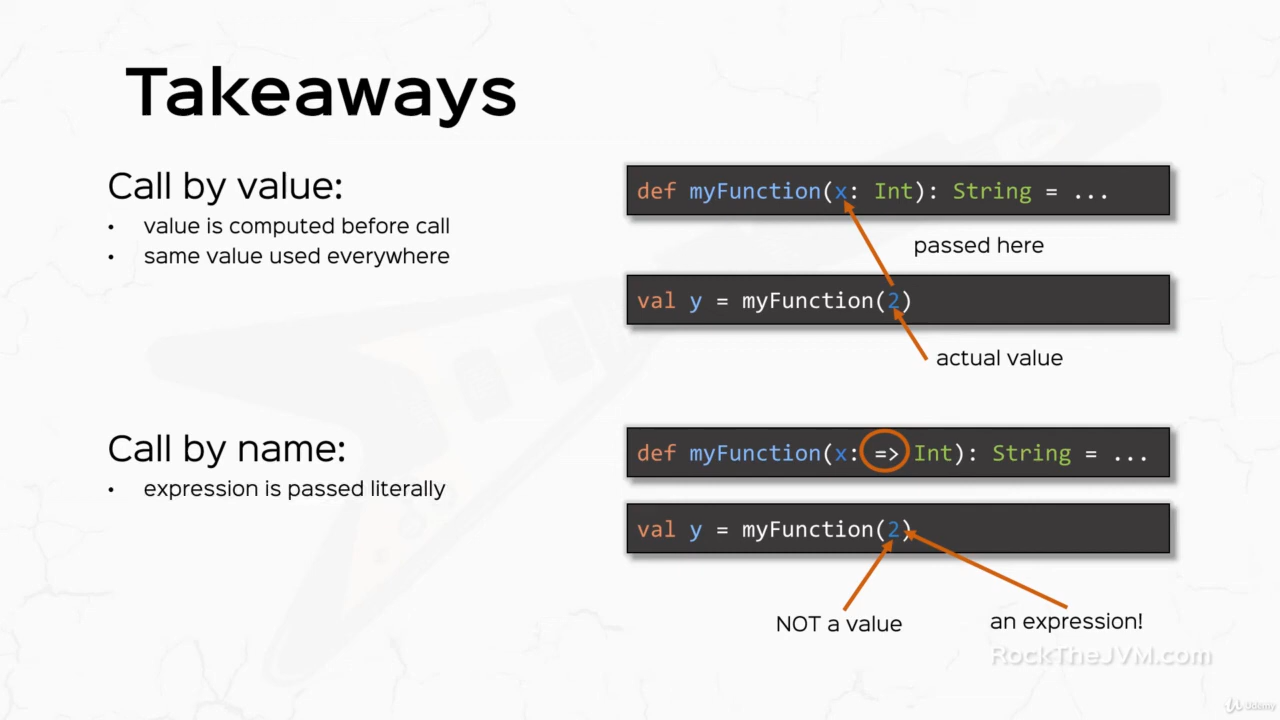 Takeaways
Call by value:
• value is computed before call
• same value used everywhere
def myFunction(x: Int): String = ...
passed here
val y = myFunction(2)
actual value
Call by name:
• expression is passed literally
def myFunction(x: => Int): String = ...
val y = myFunction(2)
NOT a value
an expression!
RockTheJVM.com
Udemy